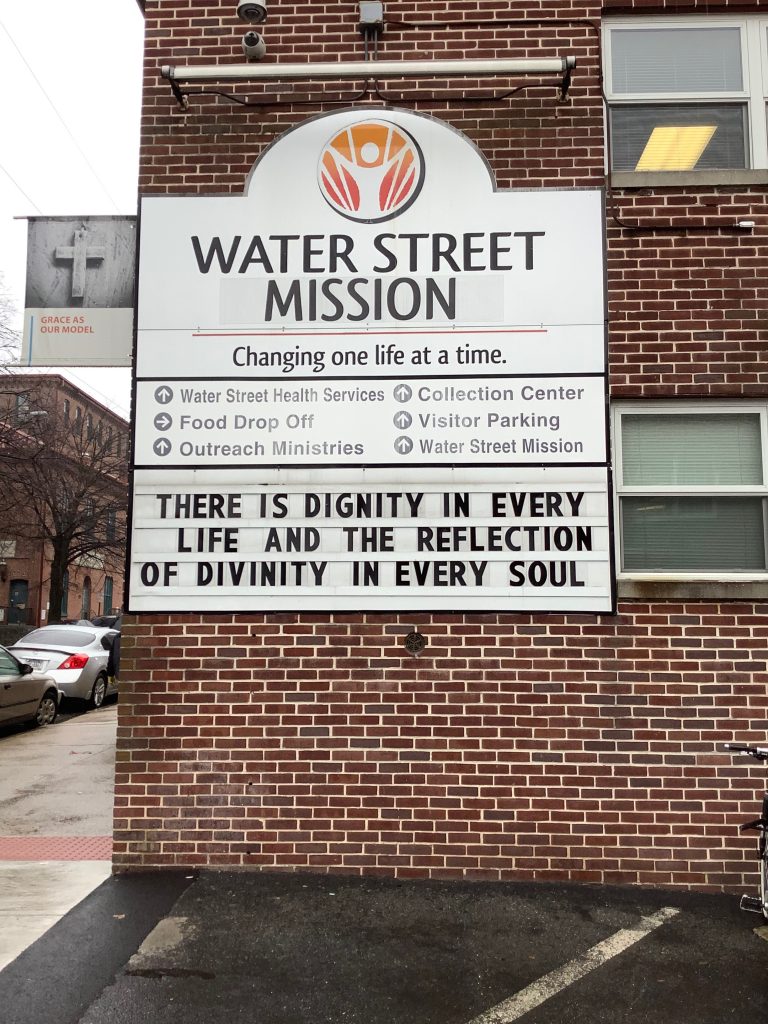 WATER STREET
MISSION
Changing one life at a time.
GRACE AS
OUR MODEL
Water Street Health Services
Collection Center
Food Drop Off
Visitor Parking
Outreach Ministries
Water Street Mission
THERE IS DIGNITY IN EVERY
LIFE AND THE REFLECTION
OF DIVINITY IN EVERY SOUL